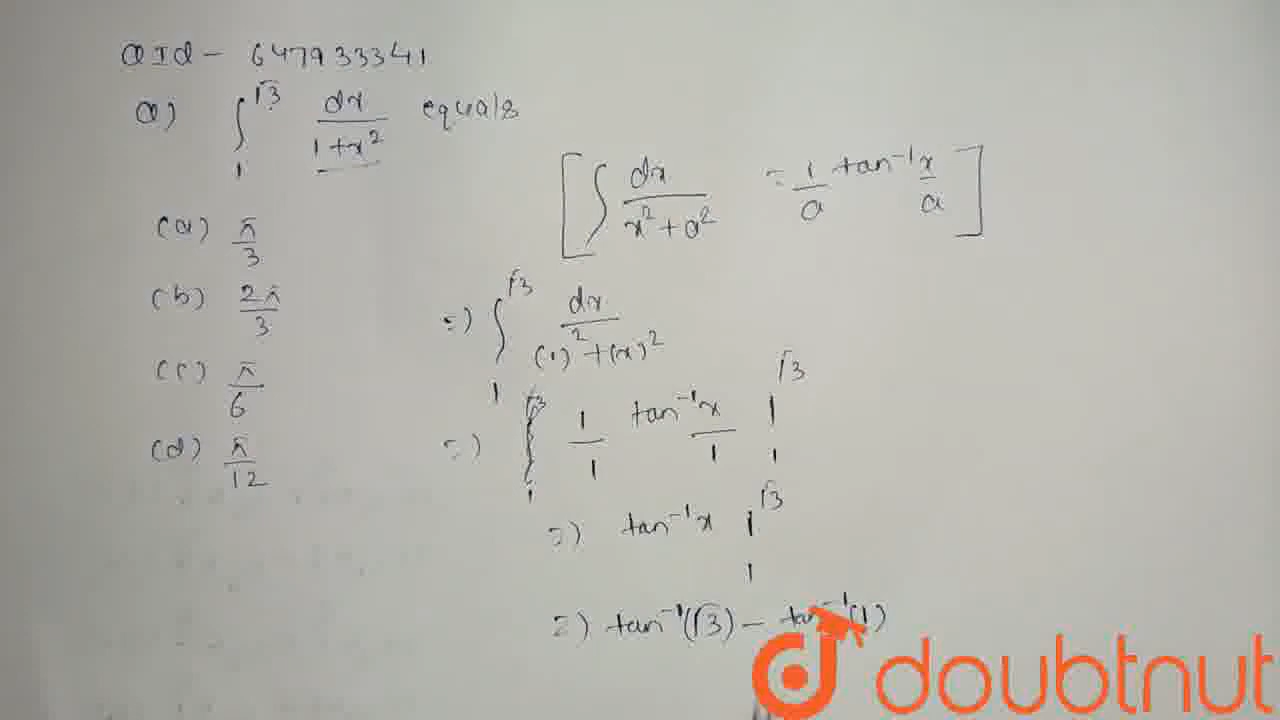 QId - 647933341
Q) ∫₁^√3 dx/(1+x²) equals
[∫ dx/(x²+a²) = 1/a tan⁻¹ x/a]
(a) π/3
(b) 2π/3
(c) π/6
(d) π/12
=) ∫₁^√3 dx/((1)²+(x)²)
=) 1/1 tan⁻¹ x/1 |₁^√3
=) tan⁻¹x |₁^√3
=) tan⁻¹(√3) - tan⁻¹(1)
doubtnut